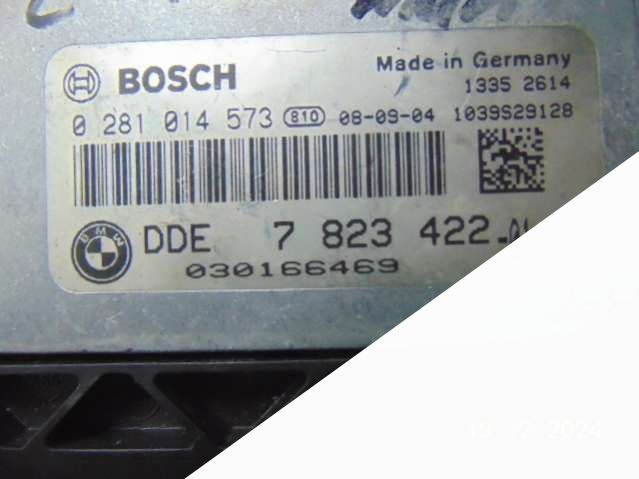 BOSCH
Made in Germany
1335 2614
0 281 014 573 810 08-09-04 1039S29128
BMW
DDE 7 823 422
030166469